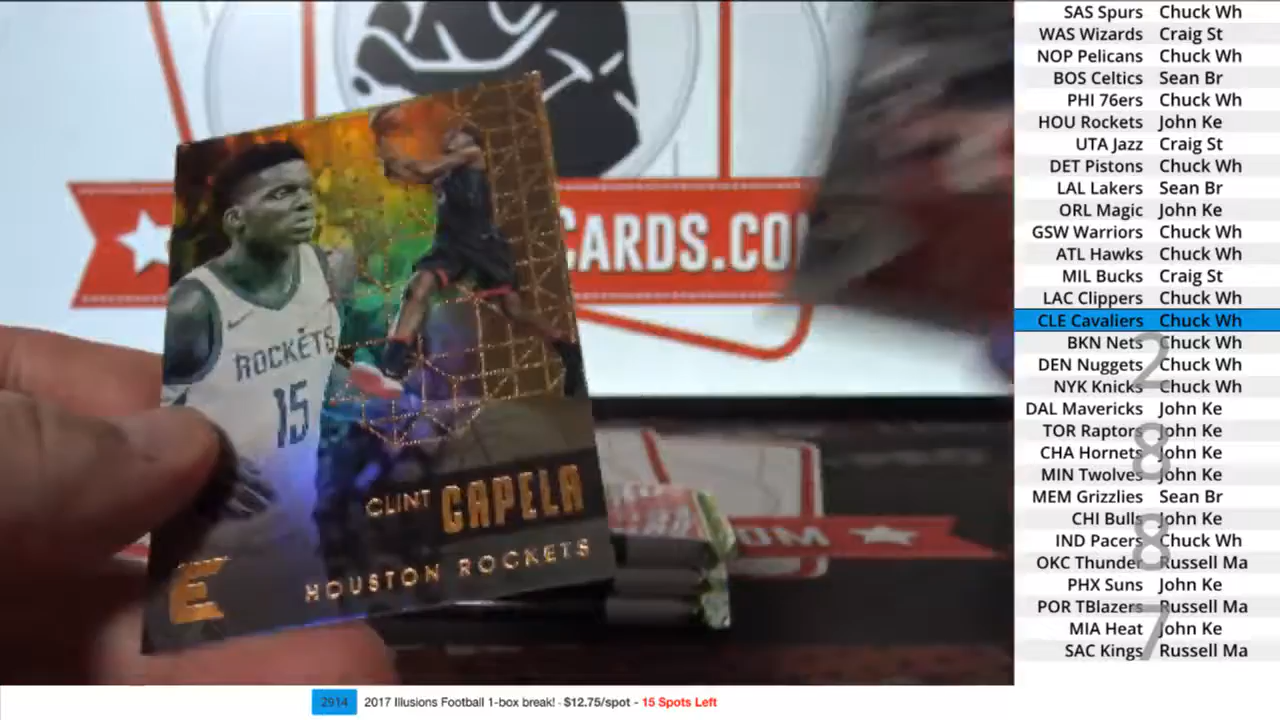 CARDS.CO
ROCKETS
15
CLINT CAPELA
HOUSTON ROCKETS
E
OM
SAS Spurs Chuck Wh
WAS Wizards Craig St
NOP Pelicans Chuck Wh
BOS Celtics Sean Br
PHI 76ers Chuck Wh
HOU Rockets John Ke
UTA Jazz Craig St
DET Pistons Chuck Wh
LAL Lakers Sean Br
ORL Magic John Ke
GSW Warriors Chuck Wh
ATL Hawks Chuck Wh
MIL Bucks Craig St
LAC Clippers Chuck Wh
CLE Cavaliers Chuck Wh
BKN Nets Chuck Wh
DEN Nuggets Chuck Wh
NYK Knicks Chuck Wh
DAL Mavericks John Ke
TOR Raptors John Ke
CHA Hornets John Ke
MIN Twolves John Ke
MEM Grizzlies Sean Br
CHI Bulls John Ke
IND Pacers Chuck Wh
OKC Thunder Russell Ma
PHX Suns John Ke
POR TBlazers Russell Ma
MIA Heat John Ke
SAC Kings Russell Ma
2
8
8
7
2914 2017 Illusions Football 1-box break! - $12.75/spot - 15 Spots Left